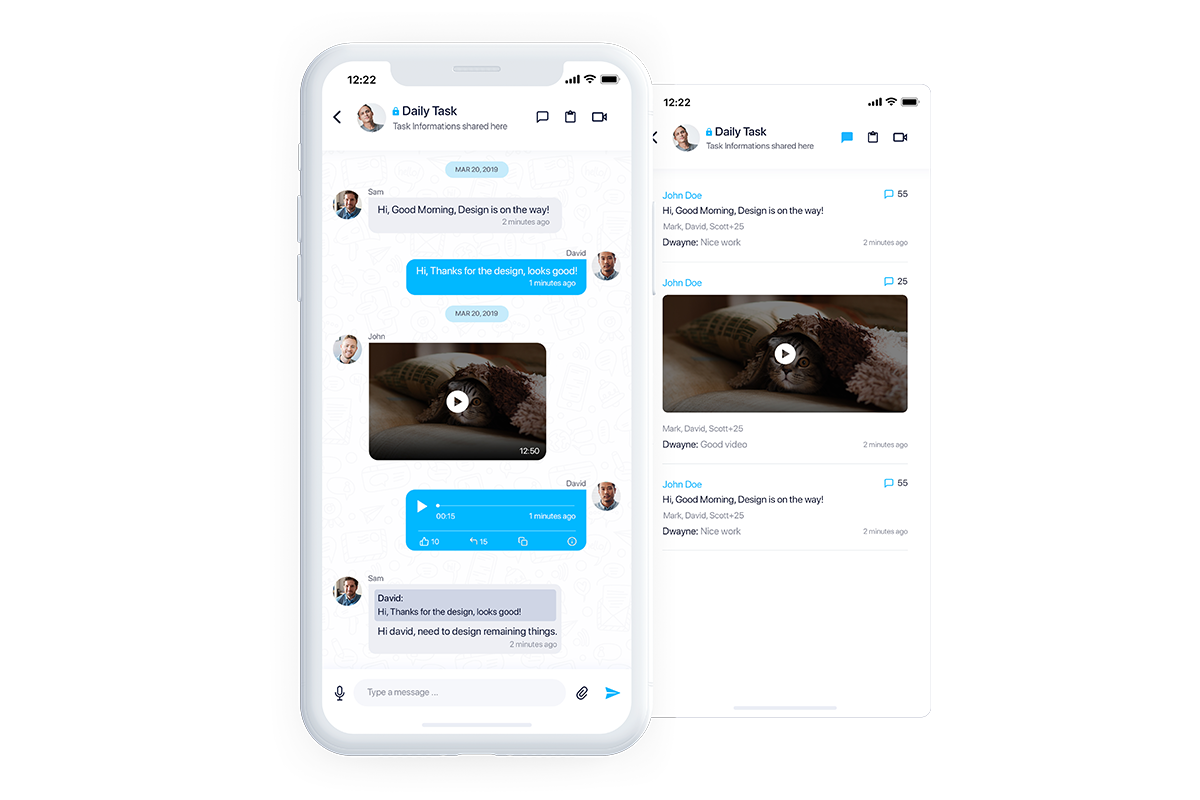 12:22
Daily Task
Task Informations shared here
MAR 20, 2019
Sam
Hi, Good Morning, Design is on the way!
2 minutes ago
David
Hi, Thanks for the design, looks good!
1 minutes ago
MAR 20, 2019
John
12:50
David
00:15
1 minutes ago
10
15
Sam
David:
Hi, Thanks for the design, looks good!
Hi david, need to design remaining things.
2 minutes ago
Type a message ...
12:22
Daily Task
Task Informations shared here
John Doe
55
Hi, Good Morning, Design is on the way!
Mark, David, Scott+25
Dwayne: Nice work
2 minutes ago
John Doe
25
Mark, David, Scott+25
Dwayne: Good video
2 minutes ago
John Doe
55
Hi, Good Morning, Design is on the way!
Mark, David, Scott+25
Dwayne: Nice work
2 minutes ago